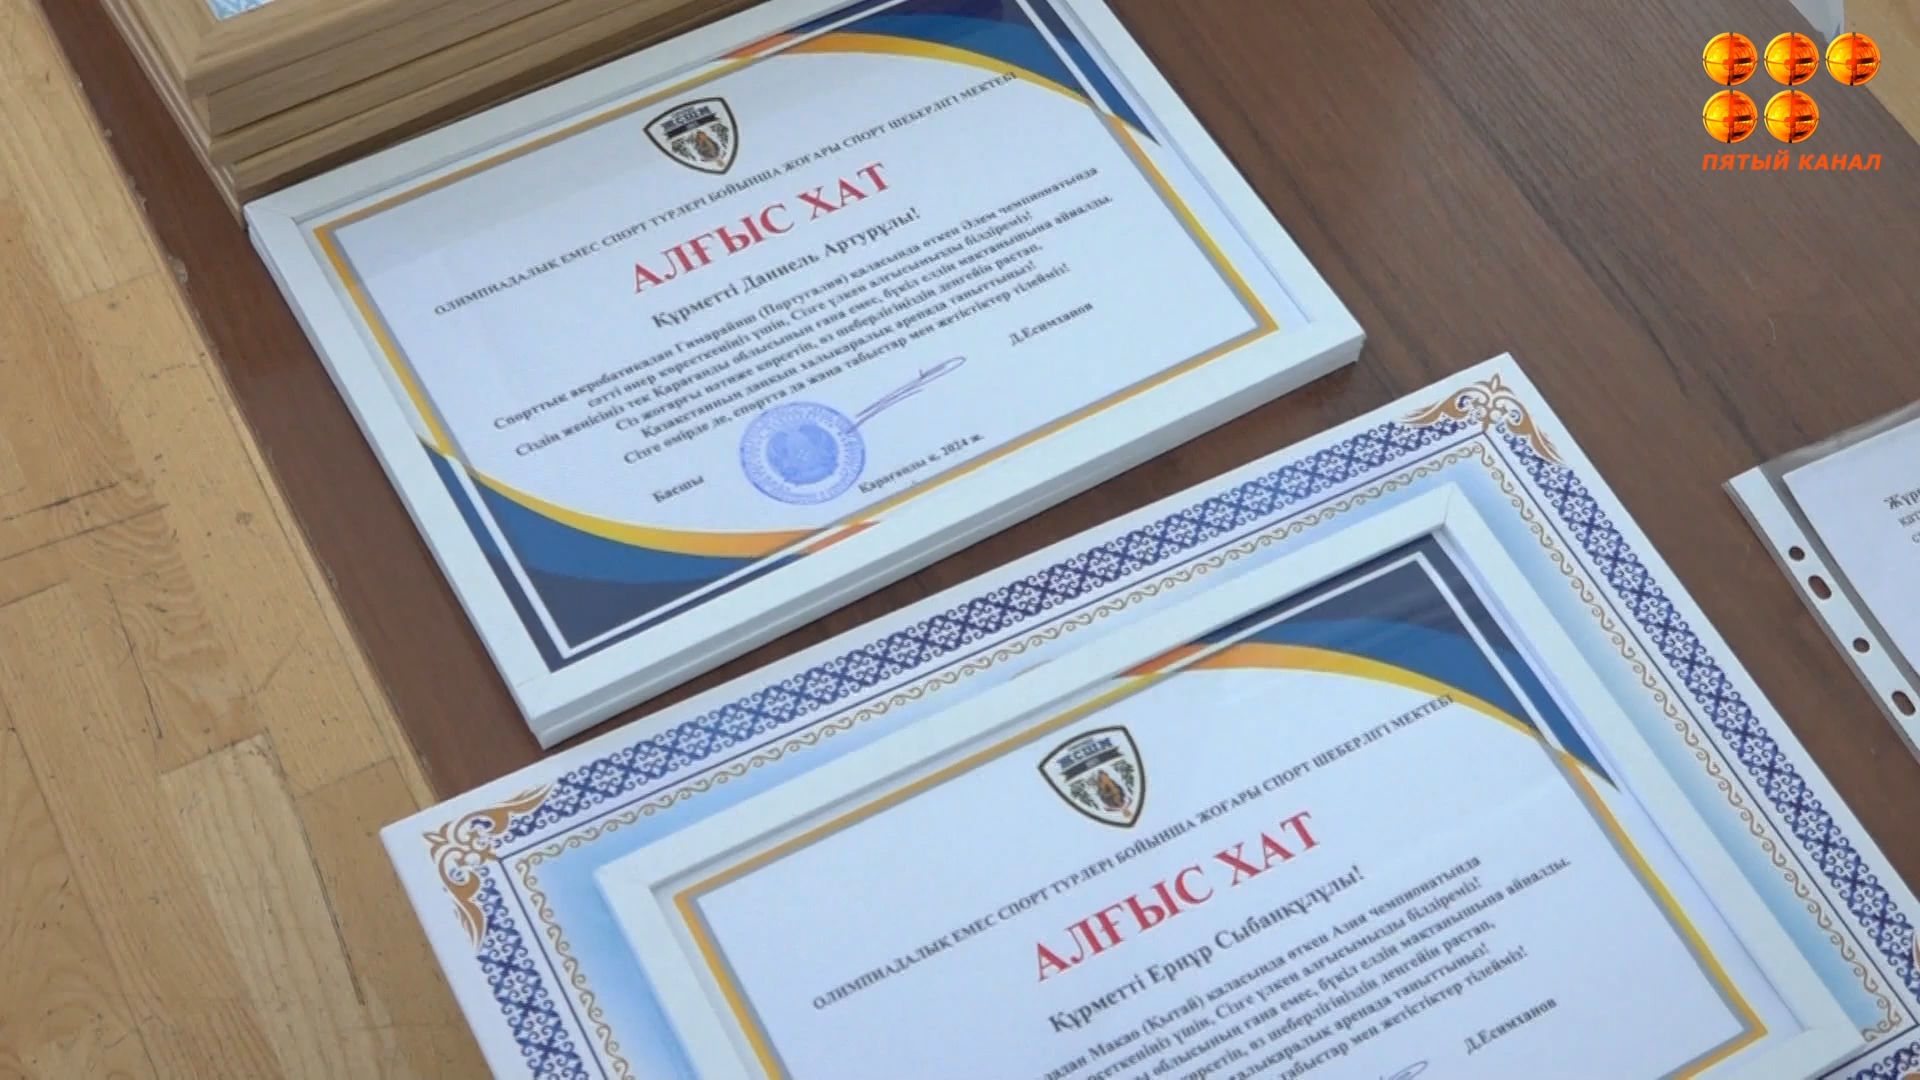 ПЯТЫЙ КАНАЛ
ЖСШМ
ОЛИМПИАДАЛЫҚ ЕМЕС СПОРТ ТҮРЛЕРІ БОЙЫНША ЖОҒАРЫ СПОРТ ШЕБЕРЛІГІ МЕКТЕБІ
АЛҒЫС ХАТ
Құрметті Даниель Артурұлы!
Спорттық акробатикадан Гимарайнш (Португалия) қаласында өткен Әлем чемпионатында
сәтті өнер көрсеткеніңіз үшін, Сізге үлкен алғысымызды білдіреміз!
Сіздің жеңісіңіз тек Қарағанды облысының ғана емес, бүкіл елдің мақтанышына айналды.
Сіз жоғарғы нәтиже көрсетіп, өз шеберлігіңіздің деңгейін растап,
Қазақстанның даңқын халықаралық аренада таныттыңыз!
Сізге өмірде де, спортта да жаңа табыстар мен жетістіктер тілейміз!
Басшы
Д.Есимханов
Қарағанды қ, 2024 ж.
ЖСШМ
ОЛИМПИАДАЛЫҚ ЕМЕС СПОРТ ТҮРЛЕРІ БОЙЫНША ЖОҒАРЫ СПОРТ ШЕБЕРЛІГІ МЕКТЕБІ
АЛҒЫС ХАТ
Құрметті Ернұр Сыбанқұлұлы!
Макао (Қытай) қаласында өткен Азия чемпионатында
үшін, Сізге үлкен алғысымызды білдіреміз!
облысының ғана емес, бүкіл елдің мақтанышына айналды.
өз шеберлігіңіздің деңгейін растап,
халықаралық аренада таныттыңыз!
табыстар мен жетістіктер тілейміз!
Д.Есимханов